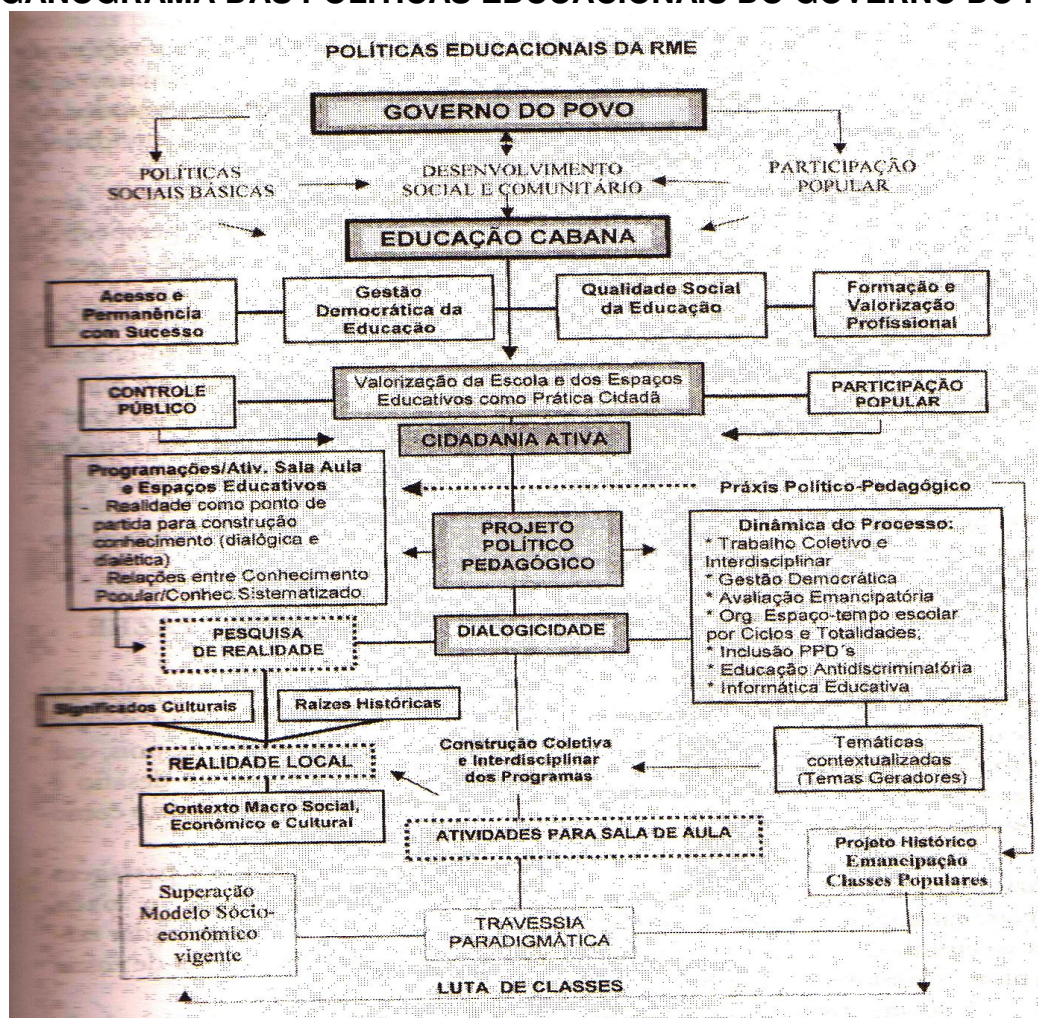 GANOGRAMA DAS POLÍTICAS EDUCACIONAIS DO GOVERNO DO
POLÍTICAS EDUCACIONAIS DA RME
GOVERNO DO POVO
POLÍTICAS
SOCIAIS BÁSICAS
DESENVOLVIMENTO
SOCIAL E COMUNITÁRIO
PARTICIPAÇÃO
POPULAR
EDUCAÇÃO CABANA
Acesso e
Permanência
com Sucesso
Gestão
Democrática da
Educação
Qualidade Social
da Educação
Formação e
Valorização
Profissional
CONTROLE
PÚBLICO
Valorização da Escola e dos Espaços
Educativos como Prática Cidadã
PARTICIPAÇÃO
POPULAR
CIDADANIA ATIVA
Programações/Ativ. Sala Aula
e Espaços Educativos
- Realidade como ponto de
partida para construção
conhecimento (dialógica e
dialética)
- Relações entre Conhecimento
Popular/Conhec.Sistematizado
Práxis Político-Pedagógico
PROJETO
POLÍTICO
PEDAGÓGICO
Dinâmica do Processo:
* Trabalho Coletivo e
Interdisciplinar
* Gestão Democrática
* Avaliação Emancipatória
* Org. Espaço-tempo escolar
por Ciclos e Totalidades;
* Inclusão PPD´s
* Educação Antidiscriminatória
* Informática Educativa
PESQUISA
DE REALIDADE
DIALOGICIDADE
Significados Culturais
Raízes Históricas
REALIDADE LOCAL
Contexto Macro Social,
Econômico e Cultural
Construção Coletiva
e Interdisciplinar
dos Programas
Temáticas
contextualizadas
(Temas Geradores)
ATIVIDADES PARA SALA DE AULA
Projeto Histórico
Emancipação
Classes Populares
Superação
Modelo Sócio-
econômico
vigente
TRAVESSIA
PARADIGMÁTICA
LUTA DE CLASSES